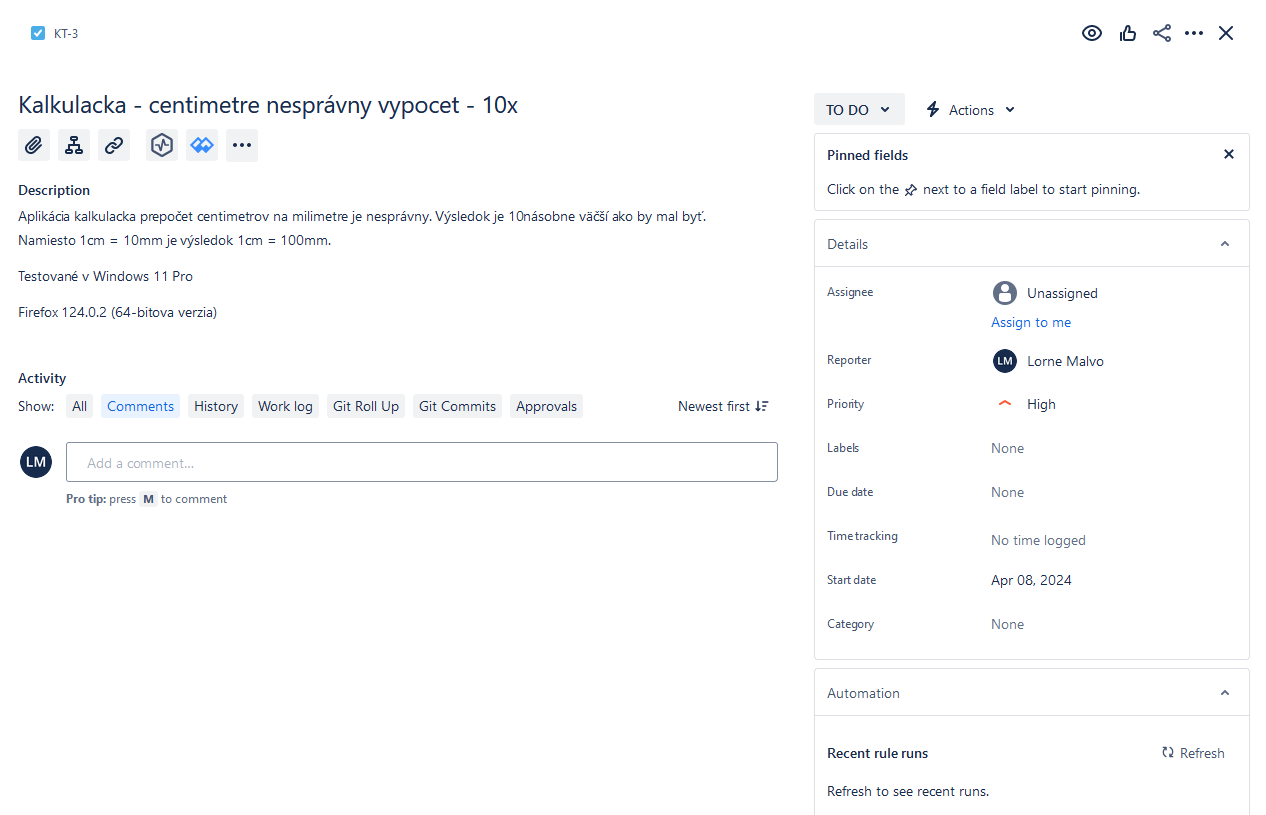 KT-3
Kalkulacka - centimetre nesprávny vypocet - 10x
Description
Aplikácia kalkulacka prepočet centimetrov na milimetre je nesprávny. Výsledok je 10násobne väčší ako by mal byť.
Namiesto 1cm = 10mm je výsledok 1cm = 100mm.
Testované v Windows 11 Pro
Firefox 124.0.2 (64-bitova verzia)
Activity
Show: All Comments History Work log Git Roll Up Git Commits Approvals Newest first
LM Add a comment...
Pro tip: press M to comment
TO DO Actions
Pinned fields
Click on the next to a field label to start pinning.
Details
Assignee Unassigned
Assign to me
Reporter LM Lorne Malvo
Priority High
Labels None
Due date None
Time tracking No time logged
Start date Apr 08, 2024
Category None
Automation
Recent rule runs Refresh
Refresh to see recent runs.